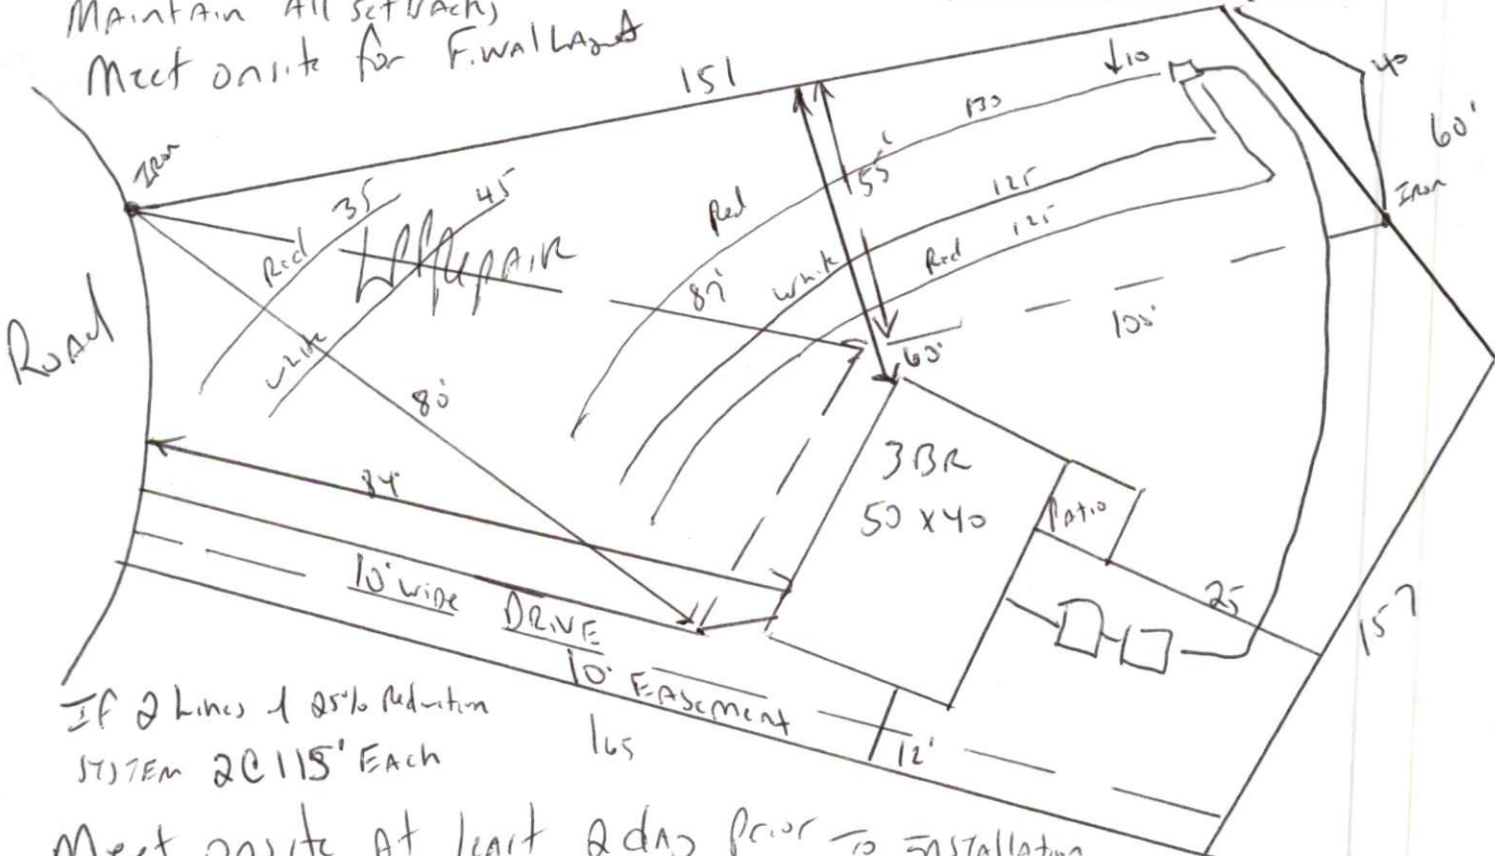 MAINTAIN All SetbAcks
Meet onsite for F.WAll LAyout
151
↓10
40
60'
Iron
Iron
130
55'
35
45
Red
125
Red
REpAIR
Red
125
White
87'
White
Road
60'
100'
80'
3BR
50 x 40
84'
PAtio
10' WIDE DRIVE
25
157
10' EASEMENT
If 2 Lines of 25% Reduction
SYSTEM 2@115' EAch
165
12'
Meet onsite At least 2 days Prior To INSTAllAtion